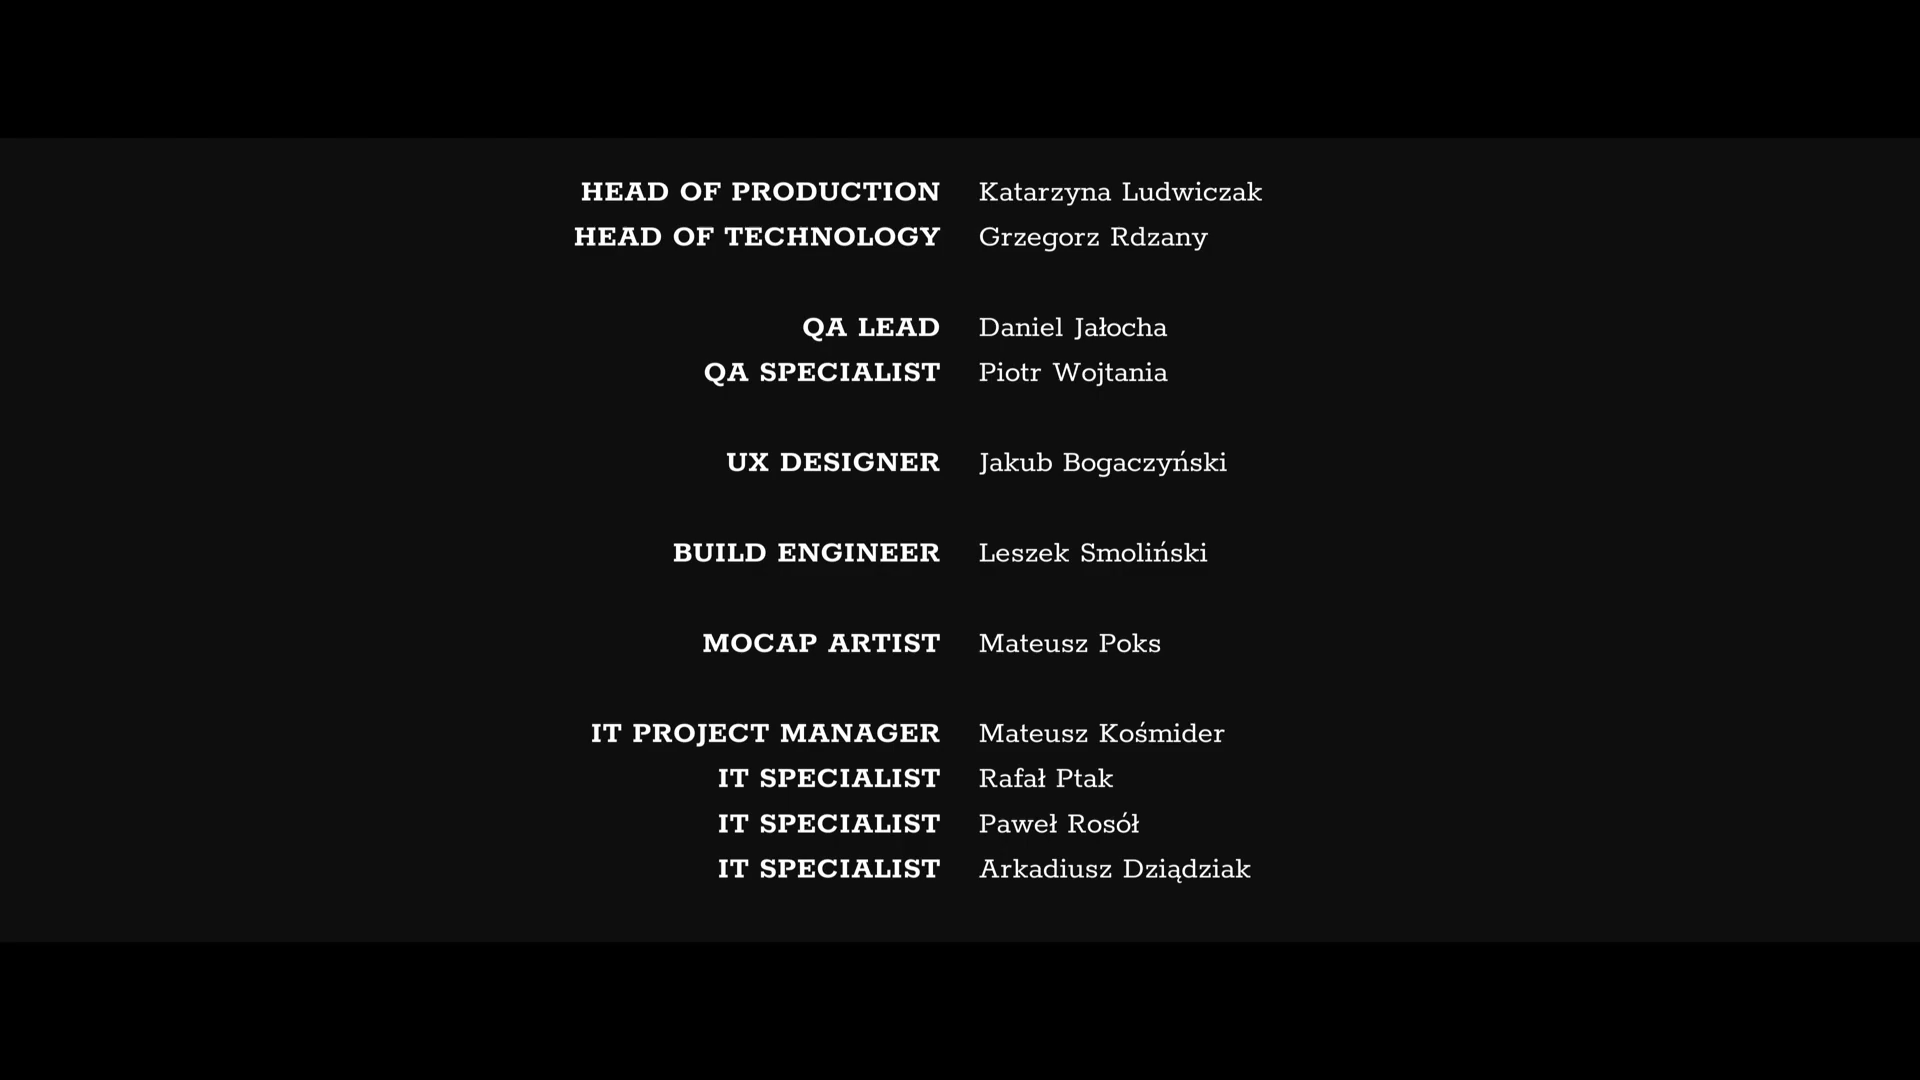 HEAD OF PRODUCTION Katarzyna Ludwiczak
HEAD OF TECHNOLOGY Grzegorz Rdzany
QA LEAD Daniel Jałocha
QA SPECIALIST Piotr Wojtania
UX DESIGNER Jakub Bogaczyński
BUILD ENGINEER Leszek Smoliński
MOCAP ARTIST Mateusz Poks
IT PROJECT MANAGER Mateusz Kośmider
IT SPECIALIST Rafał Ptak
IT SPECIALIST Paweł Rosół
IT SPECIALIST Arkadiusz Dziądziak